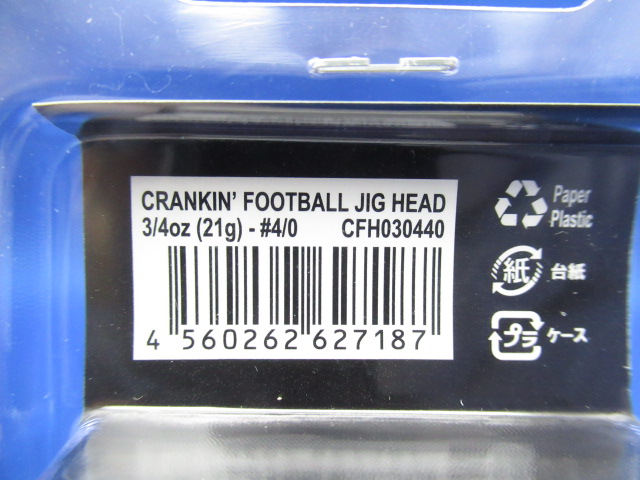 CRANKIN' FOOTBALL JIG HEAD
3/4oz (21g) - #4/0 CFH030440
4 560262 627187
Paper
Plastic
紙 台紙
プラ ケース